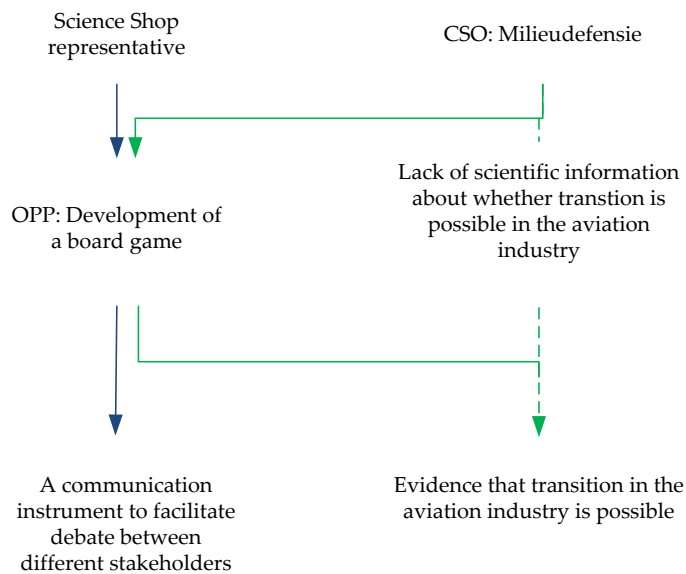 Science Shop
representative
CSO: Milieudefensie
Lack of scientific information
about whether transtion is
possible in the aviation
industry
OPP: Development of
a board game
A communication
instrument to facilitate
debate between
different stakeholders
Evidence that transition in the
aviation industry is possible